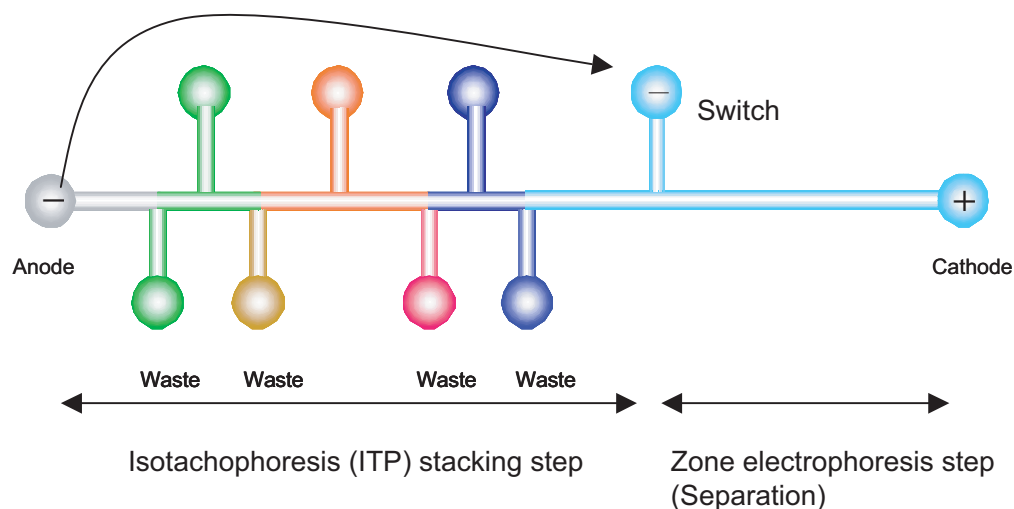 −
Switch
−
+
Anode
Cathode
Waste
Waste
Waste
Waste
Isotachophoresis (ITP) stacking step
Zone electrophoresis step
(Separation)